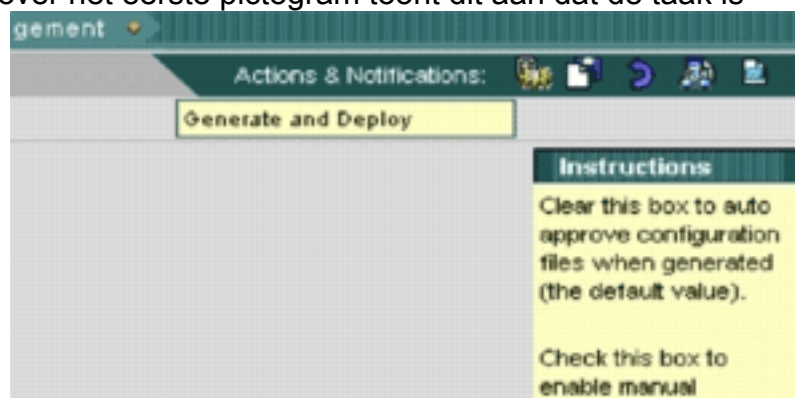 over het eerste pictogram toont dit aan dat de taak is
gement
Actions & Notifications:
Generate and Deploy
Instructions
Clear this box to auto
approve configuration
files when generated
(the default value).
Check this box to
enable manual